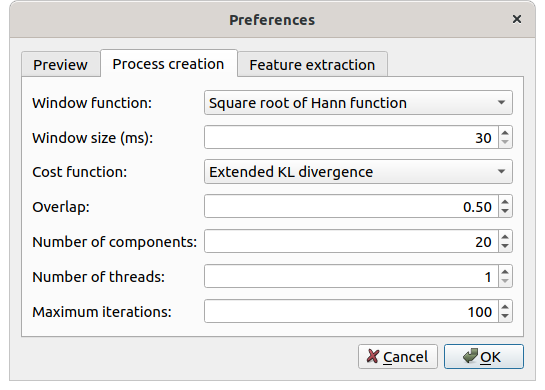 Preferences
Preview Process creation Feature extraction
Window function: Square root of Hann function
Window size (ms): 30
Cost function: Extended KL divergence
Overlap: 0.50
Number of components: 20
Number of threads: 1
Maximum iterations: 100
Cancel OK